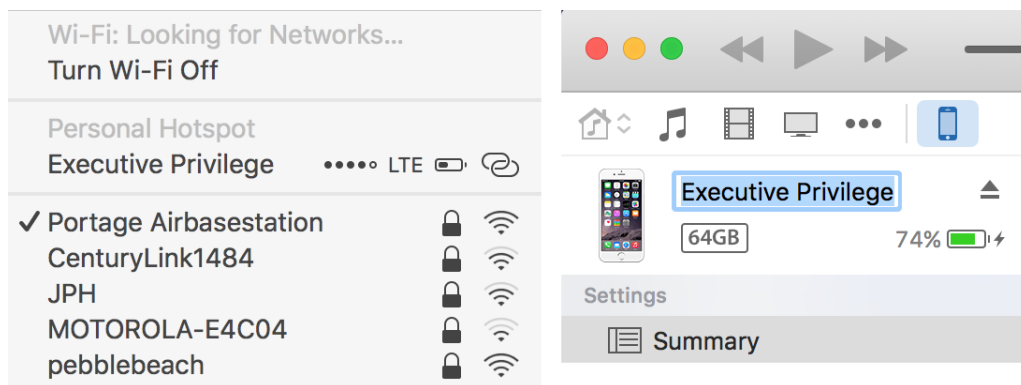 Wi-Fi: Looking for Networks...
Turn Wi-Fi Off
Personal Hotspot
Executive Privilege LTE
Portage Airbasestation
CenturyLink1484
JPH
MOTOROLA-E4C04
pebblebeach
Executive Privilege
64GB 74%
Settings
Summary